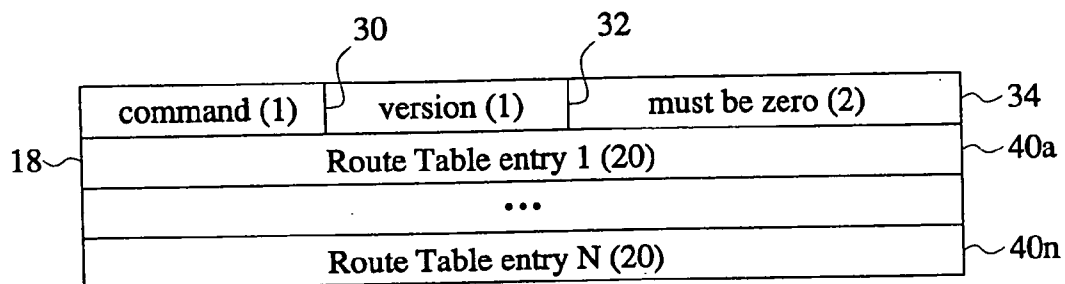 30
32
command (1) version (1) must be zero (2) 34
18 Route Table entry 1 (20) 40a
•••
Route Table entry N (20) 40n